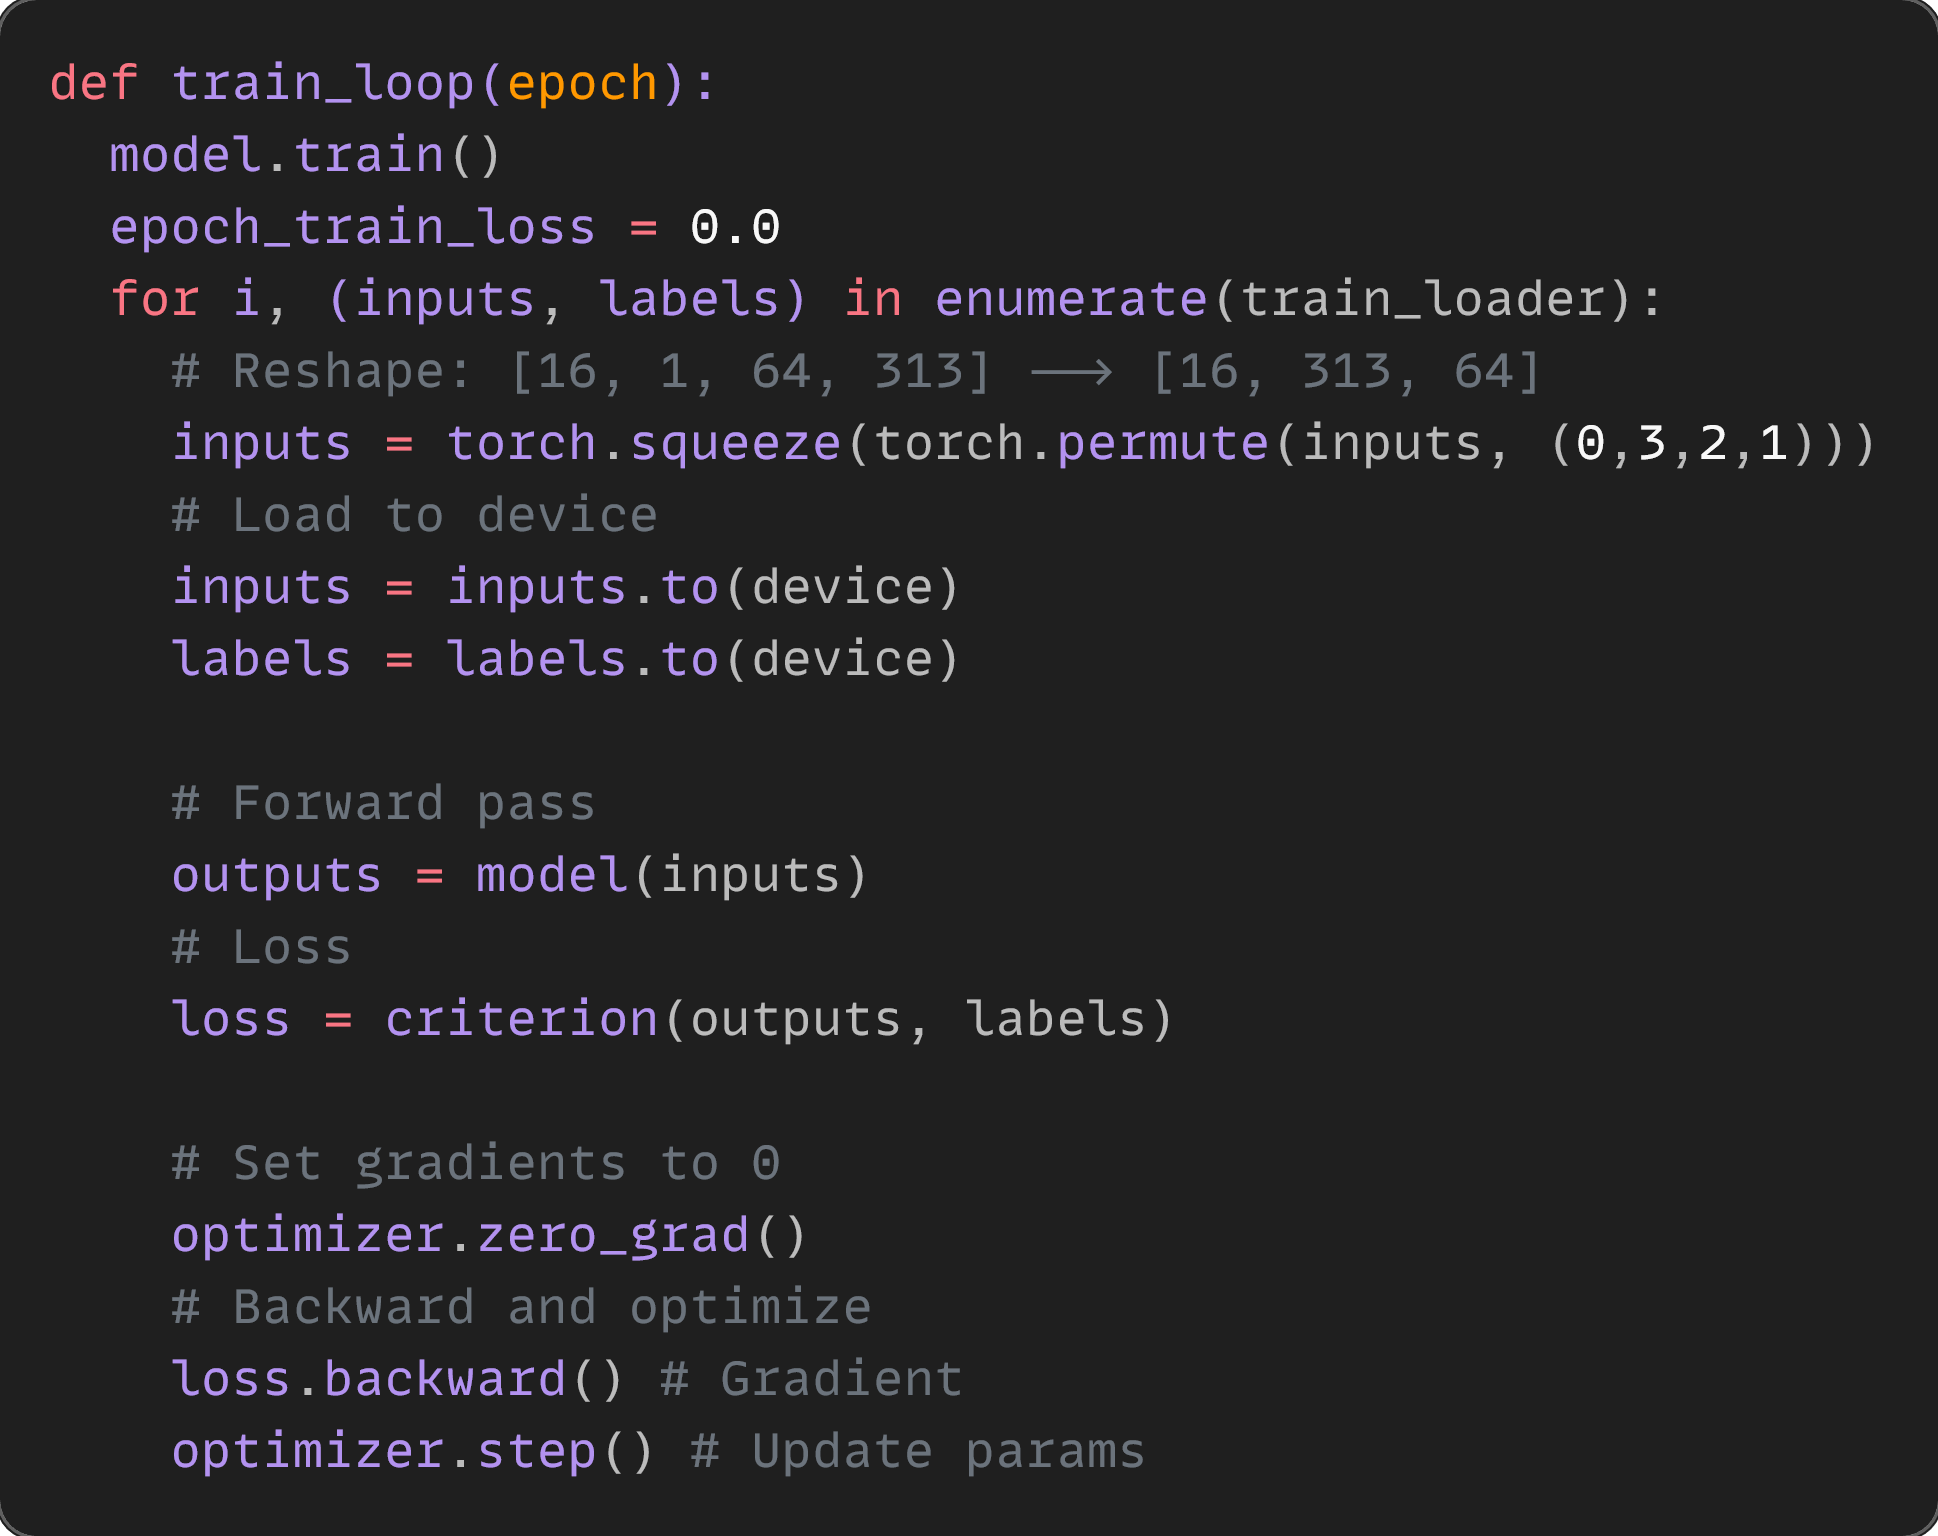 def train_loop(epoch):
  model.train()
  epoch_train_loss = 0.0
  for i, (inputs, labels) in enumerate(train_loader):
    # Reshape: [16, 1, 64, 313] --> [16, 313, 64]
    inputs = torch.squeeze(torch.permute(inputs, (0,3,2,1)))
    # Load to device
    inputs = inputs.to(device)
    labels = labels.to(device)

    # Forward pass
    outputs = model(inputs)
    # Loss
    loss = criterion(outputs, labels)

    # Set gradients to 0
    optimizer.zero_grad()
    # Backward and optimize
    loss.backward() # Gradient
    optimizer.step() # Update params